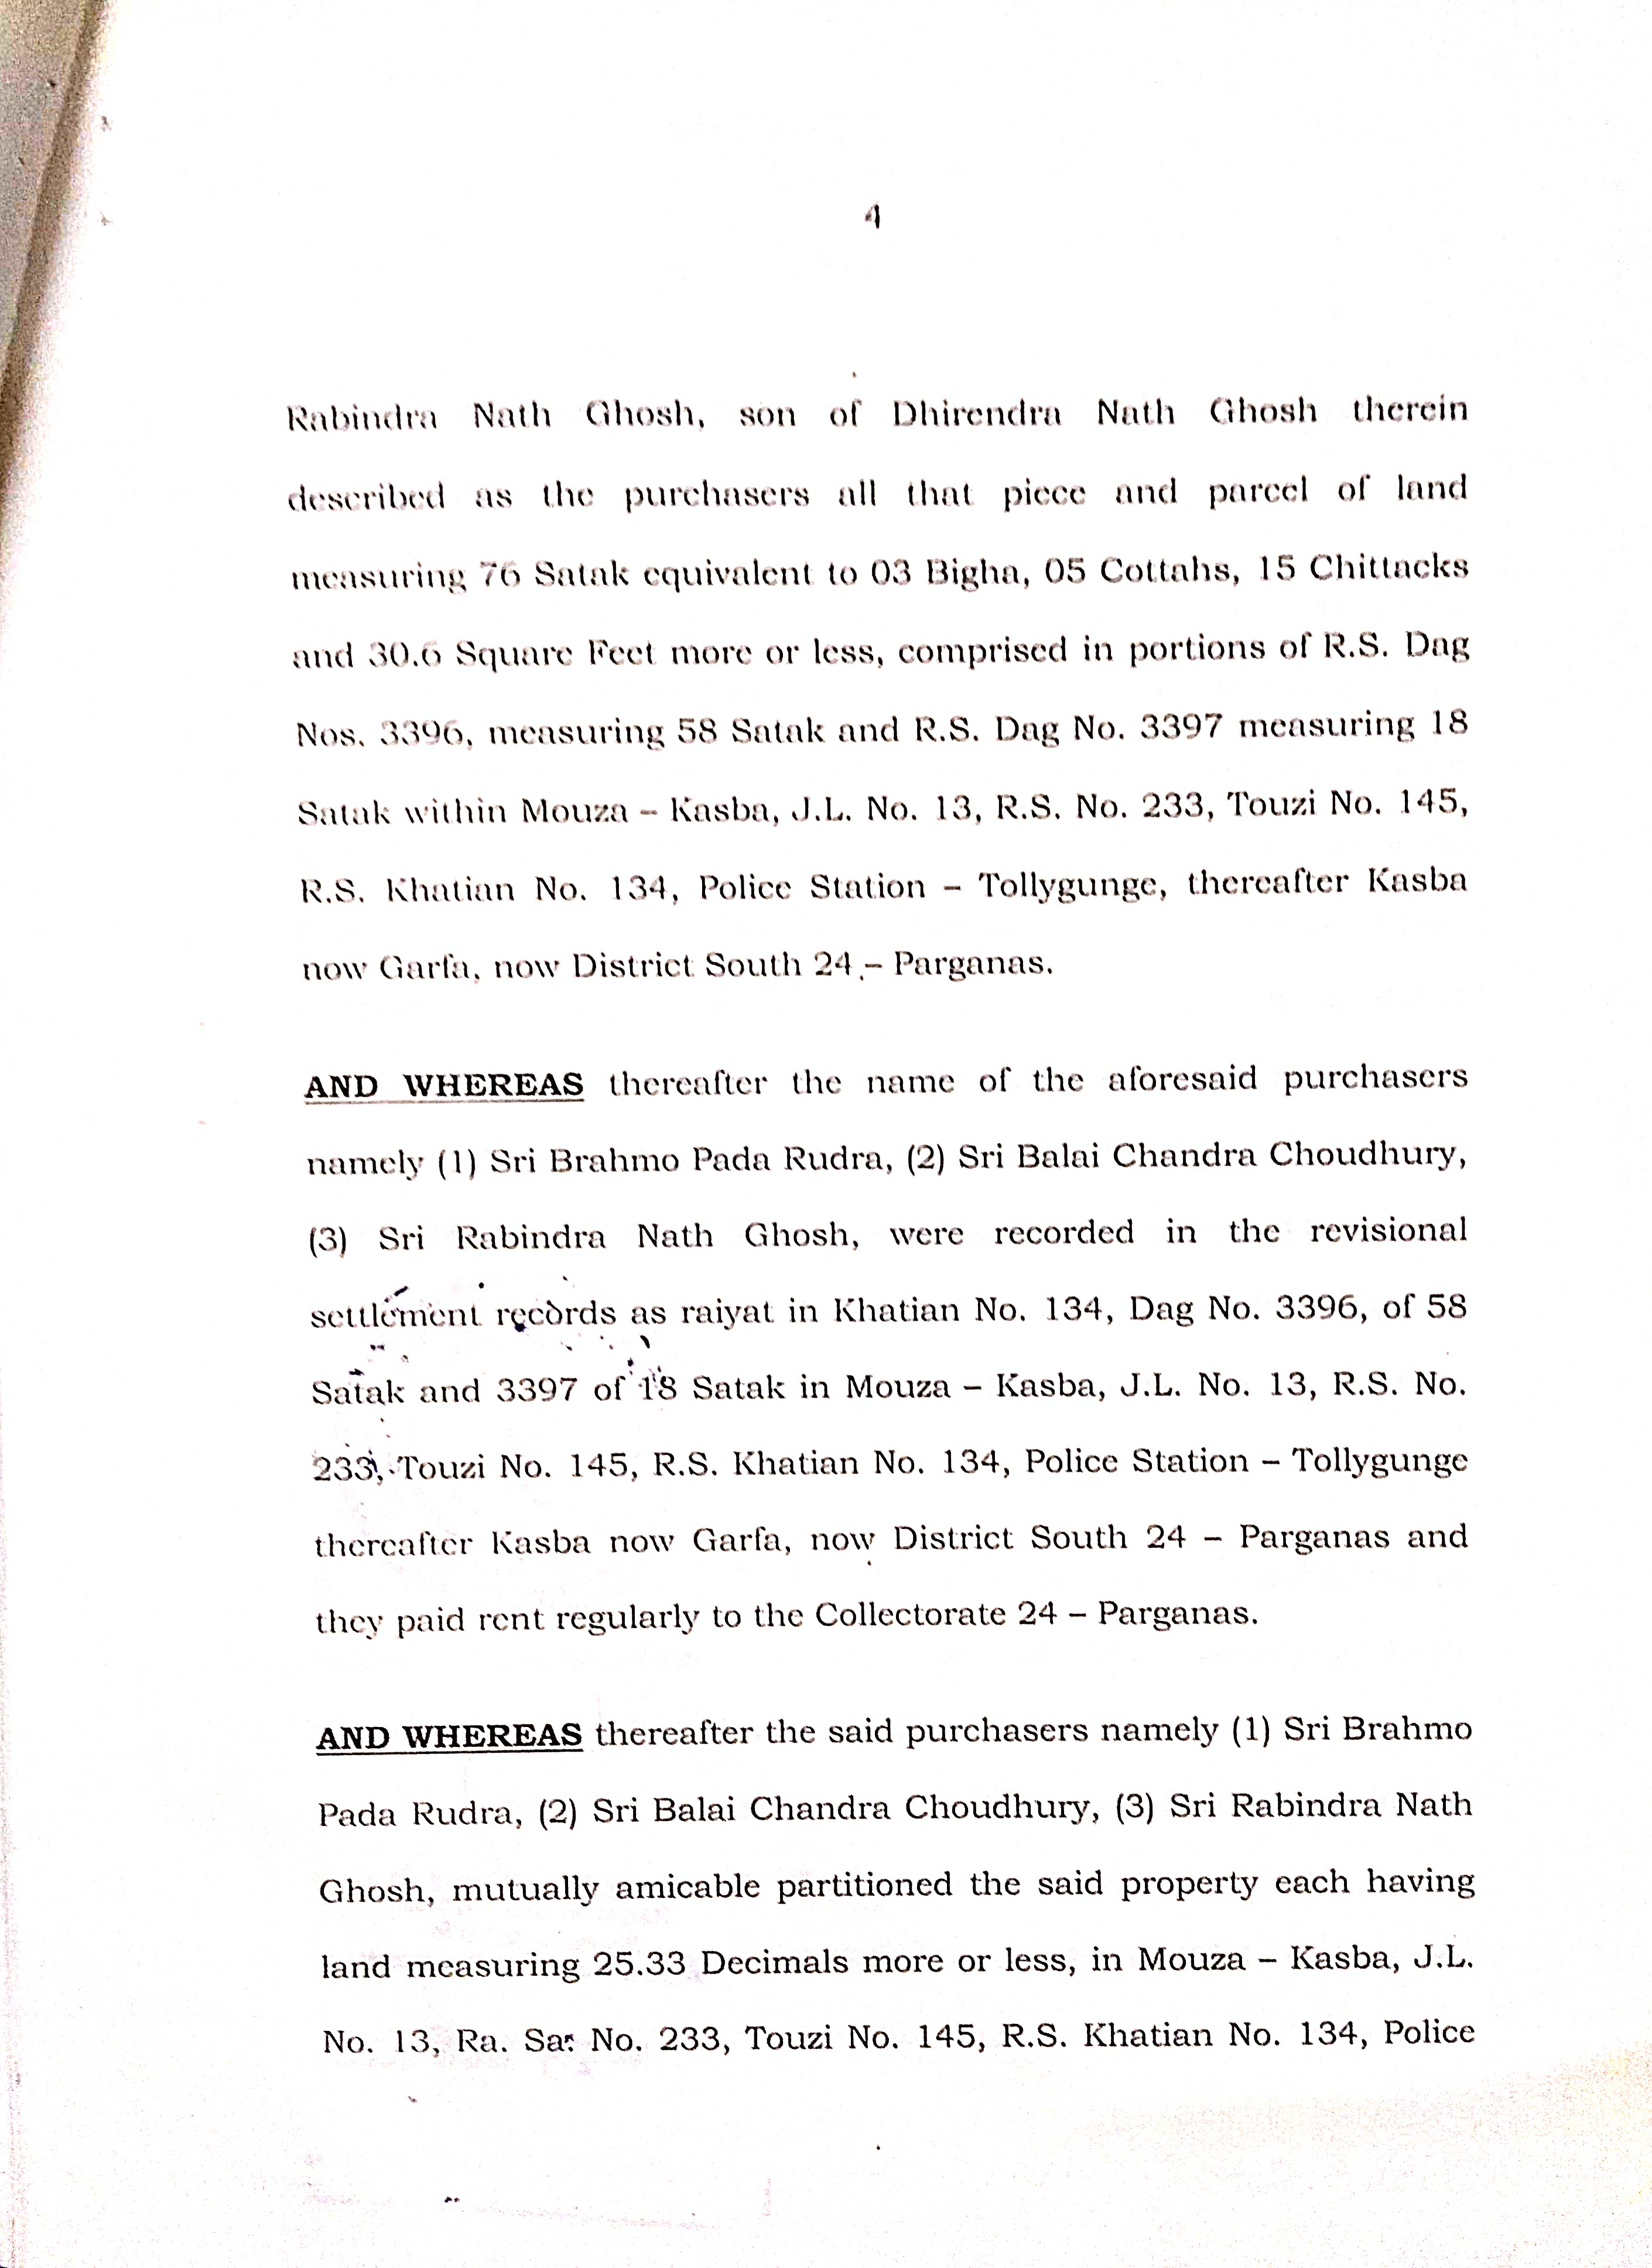 4
Rabindra Nath Ghosh, son of Dhirendra Nath Ghosh therein
described as the purchasers all that piece and parcel of land
measuring 76 Satak equivalent to 03 Bigha, 05 Cottahs, 15 Chittacks
and 30.6 Square Feet more or less, comprised in portions of R.S. Dag
Nos. 3396, measuring 58 Satak and R.S. Dag No. 3397 measuring 18
Satak within Mouza – Kasba, J.L. No. 13, R.S. No. 233, Touzi No. 145,
R.S. Khatian No. 134, Police Station – Tollygunge, thereafter Kasba
now Garfa, now District South 24 – Parganas.
AND WHEREAS thereafter the name of the aforesaid purchasers
namely (1) Sri Brahmo Pada Rudra, (2) Sri Balai Chandra Choudhury,
(3) Sri Rabindra Nath Ghosh, were recorded in the revisional
settlement records as raiyat in Khatian No. 134, Dag No. 3396, of 58
Satak and 3397 of 18 Satak in Mouza – Kasba, J.L. No. 13, R.S. No.
233, Touzi No. 145, R.S. Khatian No. 134, Police Station – Tollygunge
thereafter Kasba now Garfa, now District South 24 – Parganas and
they paid rent regularly to the Collectorate 24 – Parganas.
AND WHEREAS thereafter the said purchasers namely (1) Sri Brahmo
Pada Rudra, (2) Sri Balai Chandra Choudhury, (3) Sri Rabindra Nath
Ghosh, mutually amicable partitioned the said property each having
land measuring 25.33 Decimals more or less, in Mouza – Kasba, J.L.
No. 13, Ra. Sa. No. 233, Touzi No. 145, R.S. Khatian No. 134, Police